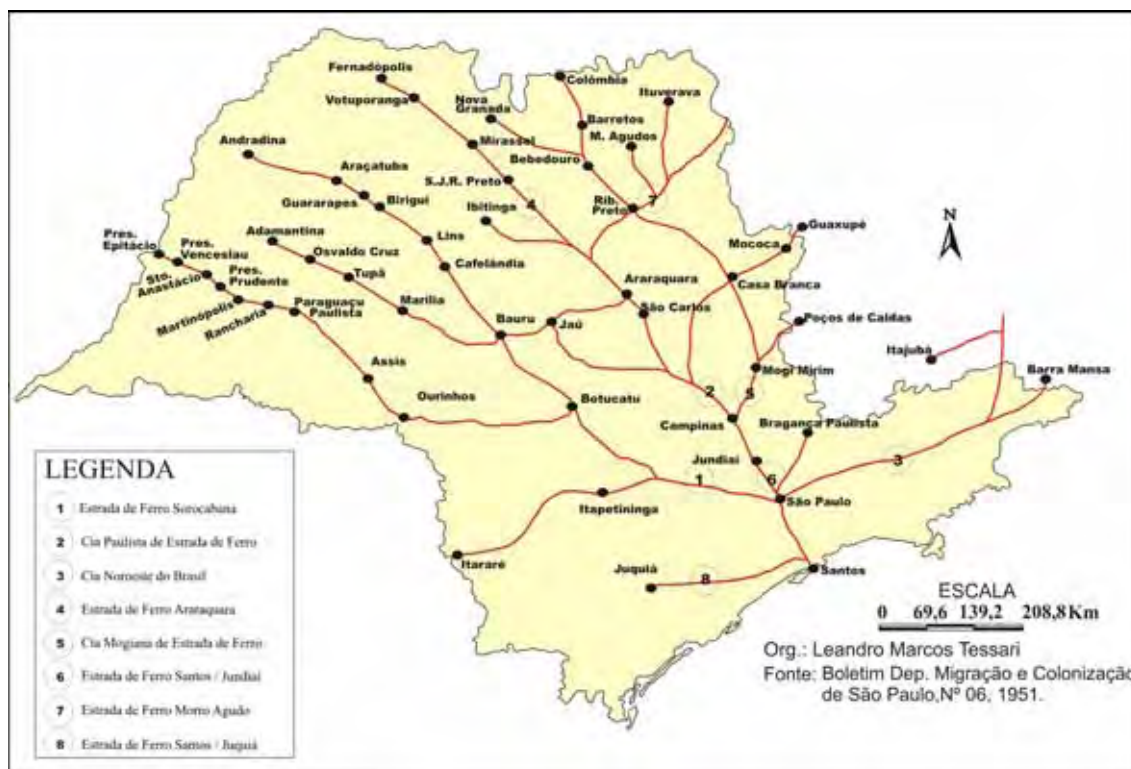 Fernadópolis
Votuporanga
Nova
Granada
Colômbia
Ituverava
Barretos
M. Agudos
Mirassol
Bebedouro
Andradina
Araçatuba
S.J.R. Preto
Guararapes
Birigui
Ibitinga
4
Rib.
Preto
7
Guaxupé
N
Pres.
Epitácio
Pres.
Venceslau
Adamantina
Osvaldo Cruz
Lins
Mococa
Sto.
Anastácio
Pres.
Prudente
Tupã
Cafelândia
Casa Branca
Martinópolis
Rancharia
Paraguaçu
Paulista
Marília
Araraquara
São Carlos
Bauru
Jaú
Poços de Caldas
Itajubá
Barra Mansa
Assis
Mogi Mirim
2
5
Ourinhos
Botucatu
Campinas
Bragança Paulista
Jundiaí
3
6
1
São Paulo
Itapetininga
Itararé
Juquiá
8
Santos
LEGENDA
1 Estrada de Ferro Sorocabana
2 Cia Paulista de Estrada de Ferro
3 Cia Noroeste do Brasil
4 Estrada de Ferro Araraquara
5 Cia Mogiana de Estrada de Ferro
6 Estrada de Ferro Santos / Jundiaí
7 Estrada de Ferro Morro Agudo
8 Estrada de Ferro Santos / Juquiá
ESCALA
0 69,6 139,2 208,8 Km
Org.: Leandro Marcos Tessari
Fonte: Boletim Dep. Migração e Colonização
de São Paulo,Nº 06, 1951.